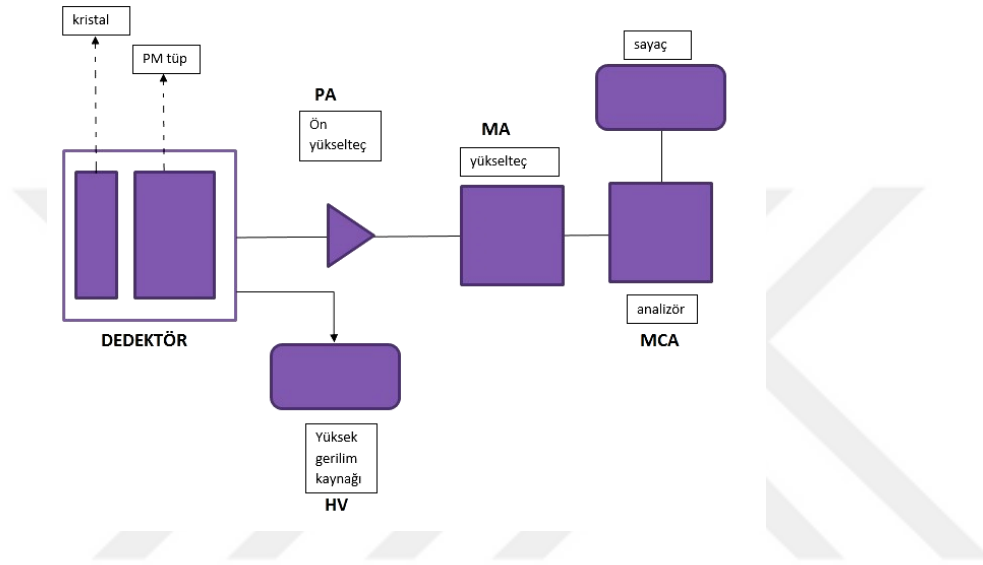 kristal
PM tüp
sayaç
PA
Ön
yükselteç
MA
yükselteç
DEDEKTÖR
analizör
MCA
Yüksek
gerilim
kaynağı
HV